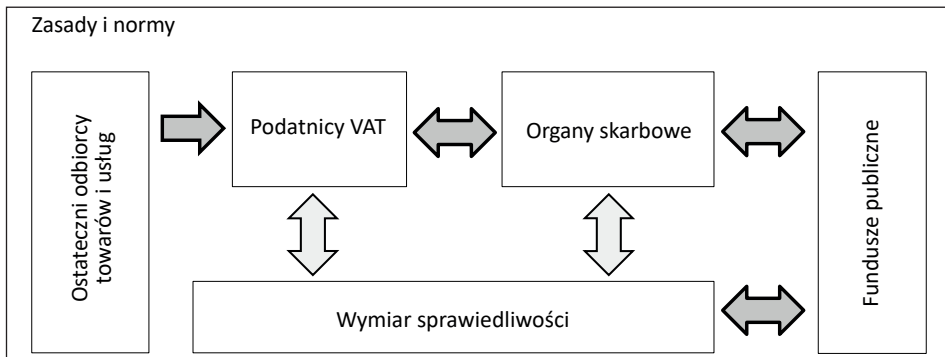 Zasady i normy
Ostateczni odbiorcy
towarów i usług
Podatnicy VAT
Organy skarbowe
Fundusze publiczne
Wymiar sprawiedliwości